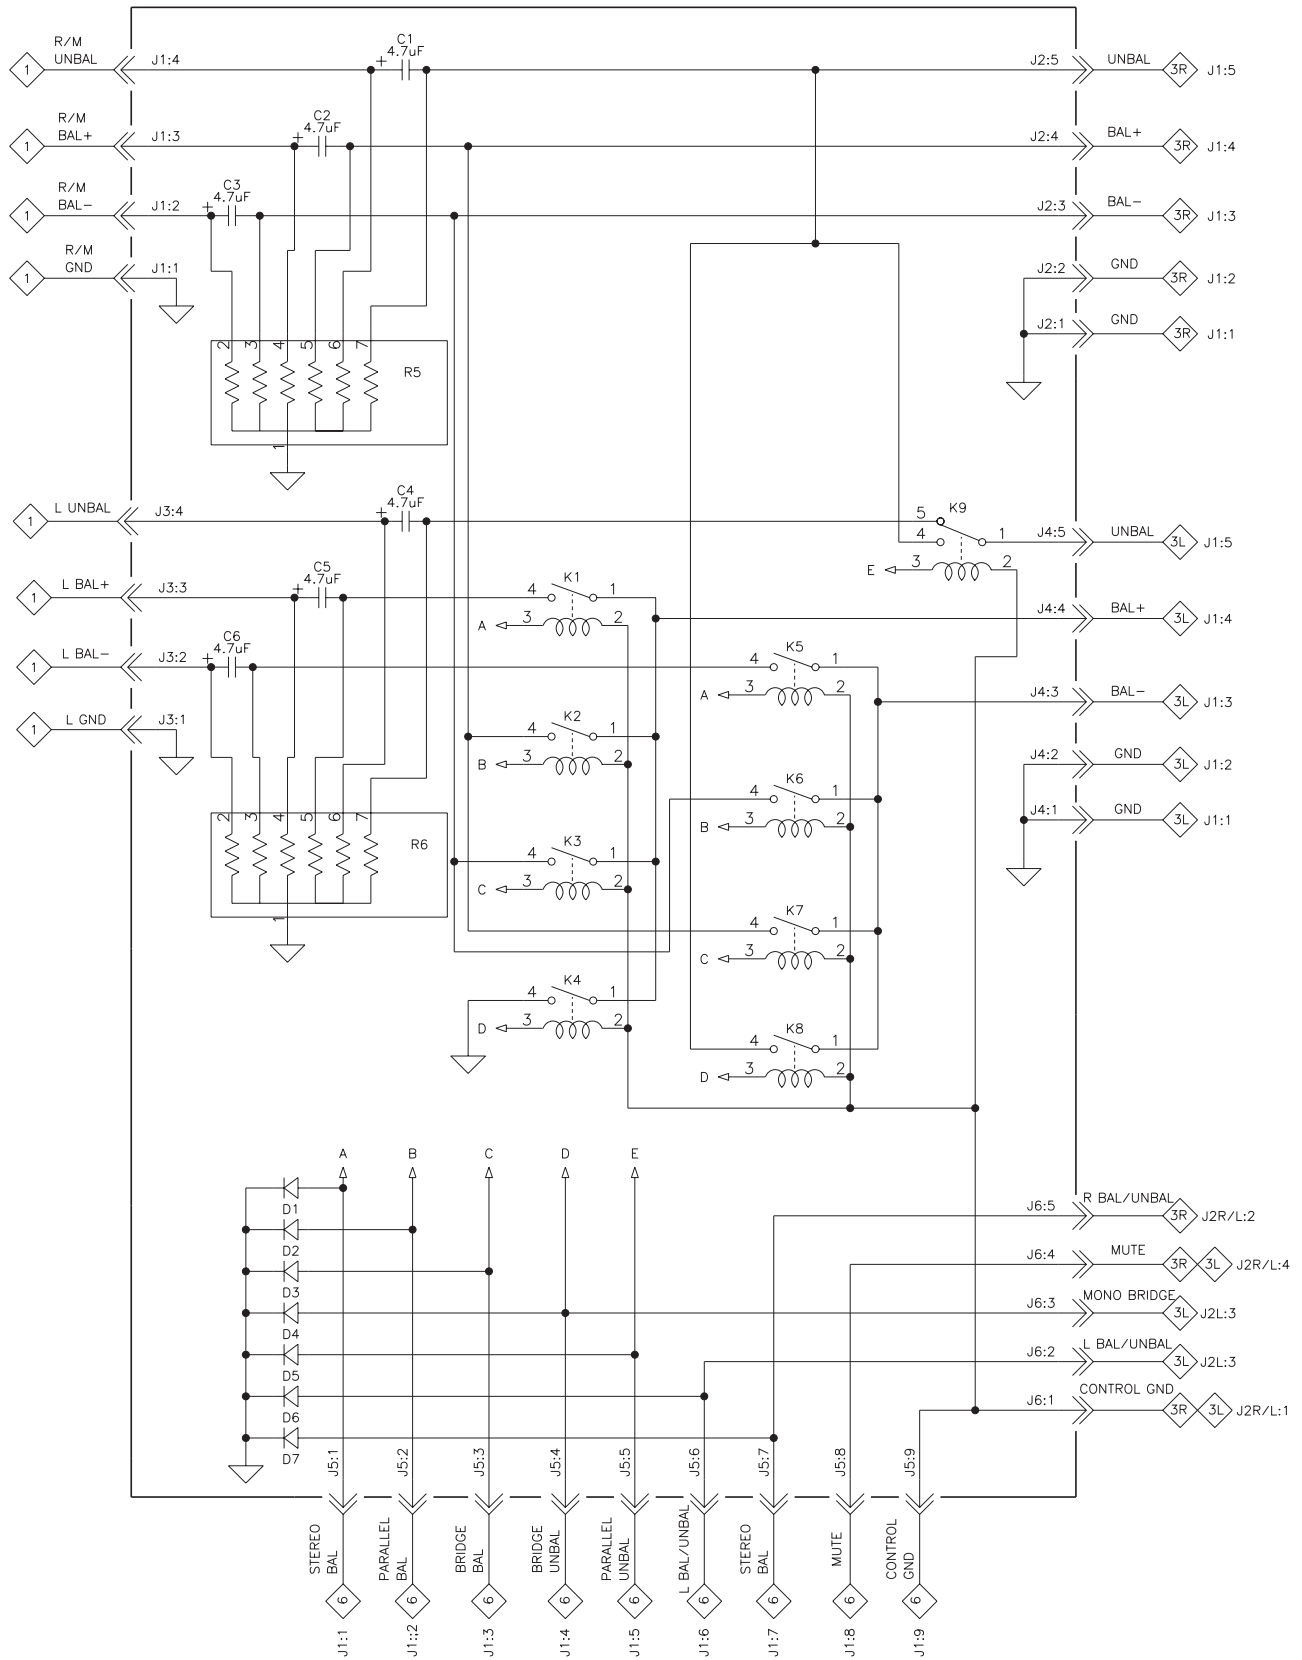 R/M
UNBAL
1
J1:4
C1
4.7uF
+
J2:5
UNBAL
3R
J1:5
R/M
BAL+
1
J1:3
C2
4.7uF
+
J2:4
BAL+
3R
J1:4
R/M
BAL-
1
J1:2
C3
4.7uF
+
J2:3
BAL-
3R
J1:3
R/M
GND
1
J1:1
J2:2
GND
3R
J1:2
J2:1
GND
3R
J1:1
2 3 4 5 6 7
R5
1
L UNBAL
1
J3:4
C4
4.7uF
+
5 K9
4 1
J4:5
UNBAL
3L
J1:5
E 3 2
L BAL+
1
J3:3
C5
4.7uF
+
K1
4 1
A 3 2
J4:4
BAL+
3L
J1:4
L BAL-
1
J3:2
C6
4.7uF
+
K5
4 1
A 3 2
J4:3
BAL-
3L
J1:3
L GND
1
J3:1
K2
4 1
B 3 2
J4:2
GND
3L
J1:2
K6
4 1
B 3 2
J4:1
GND
3L
J1:1
2 3 4 5 6 7
R6
1
K3
4 1
C 3 2
K7
4 1
C 3 2
K4
4 1
D 3 2
K8
4 1
D 3 2
A B C D E
D1
D2
D3
D4
D5
D6
D7
J6:5
R BAL/UNBAL
3R
J2R/L:2
J6:4
MUTE
3R 3L
J2R/L:4
J6:3
MONO BRIDGE
3L
J2L:3
J6:2
L BAL/UNBAL
3L
J2L:3
J6:1
CONTROL GND
3R 3L
J2R/L:1
J5:1
J5:2
J5:3
J5:4
J5:5
J5:6
J5:7
J5:8
J5:9
STEREO
BAL
PARALLEL
BAL
BRIDGE
BAL
BRIDGE
UNBAL
PARALLEL
UNBAL
L BAL/UNBAL
STEREO
BAL
MUTE
CONTROL
GND
6 6 6 6 6 6 6 6 6
J1:1
J1::2
J1:3
J1:4
J1:5
J1:6
J1:7
J1:8
J1:9